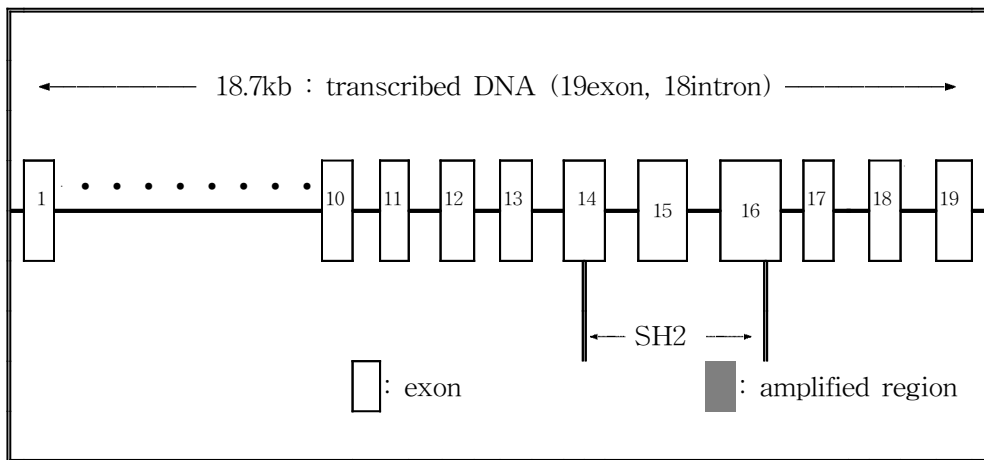 18.7kb : transcribed DNA (19exon, 18intron)
1 10 11 12 13 14 15 16 17 18 19
SH2
: exon : amplified region